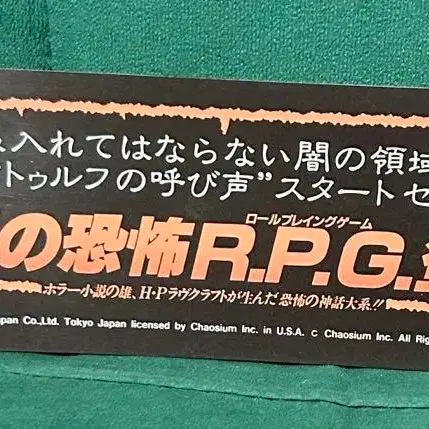 入れてはならない闇の領域
トゥルフの呼び声”スタートセ
ロールプレイングゲーム
の恐怖R.P.G.
ホラー小説の雄、H・Pラヴクラフトが生んだ恐怖の神話大系!!
pan Co.,Ltd. Tokyo Japan licensed by Chaosium Inc. in U.S.A. C Chaosium Inc. All Rig